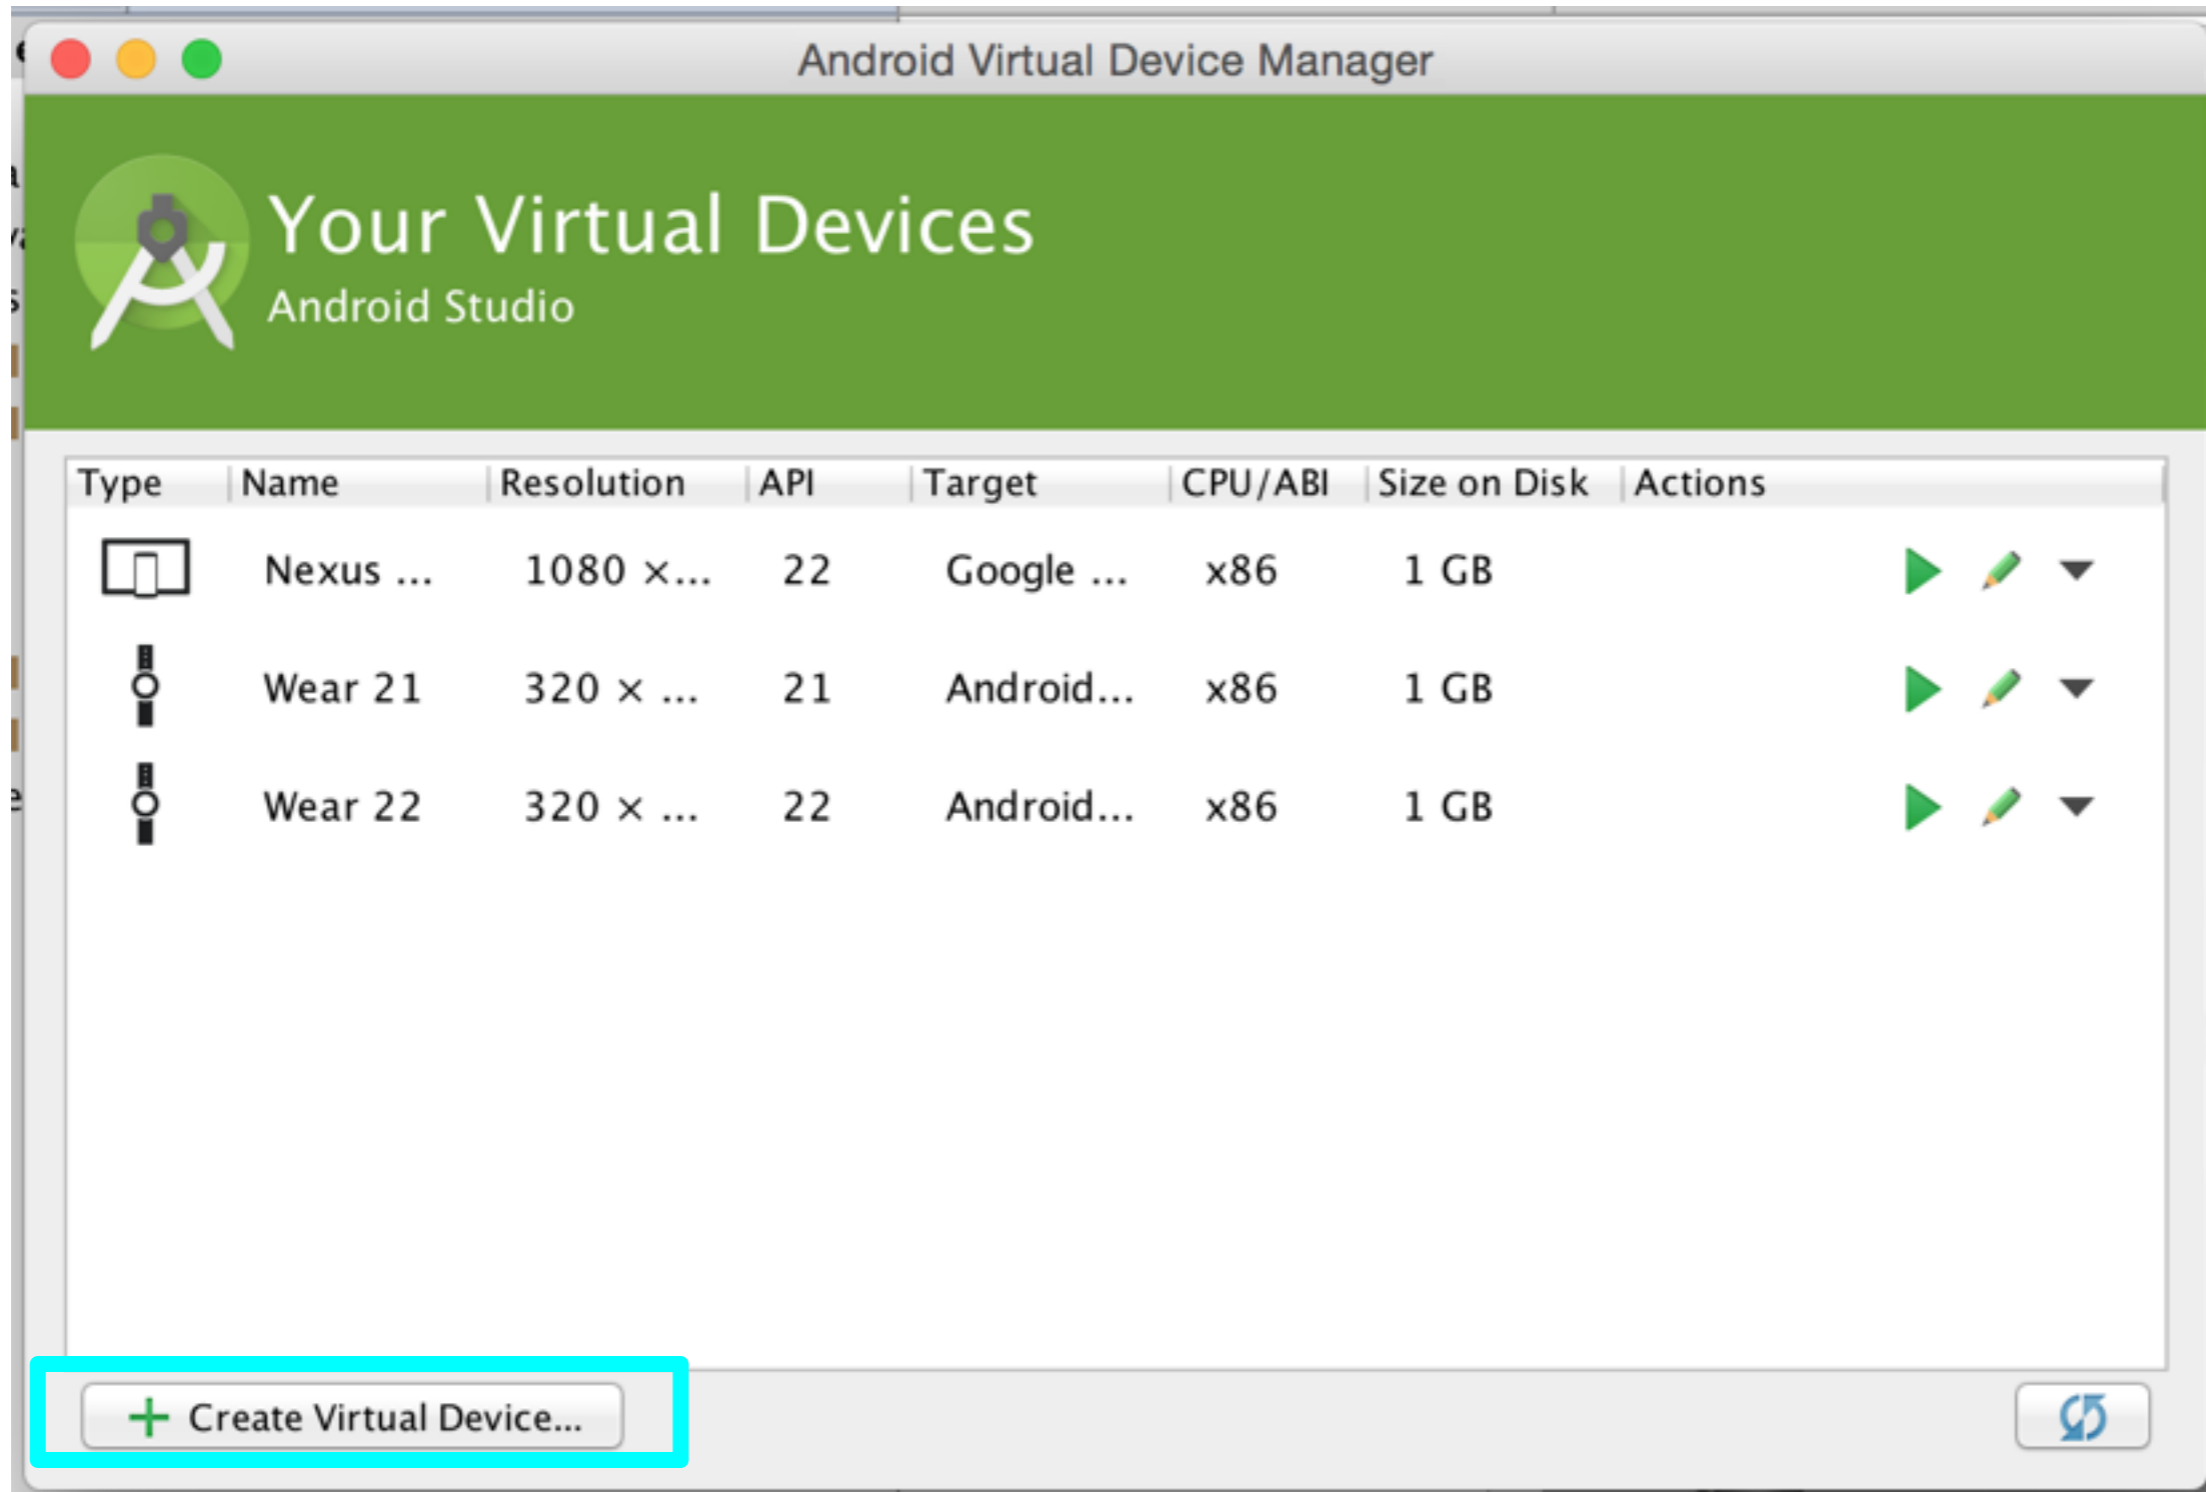 Android Virtual Device Manager
Your Virtual Devices
Android Studio
Type Name Resolution API Target CPU/ABI Size on Disk Actions
Nexus ... 1080 ×... 22 Google ... x86 1 GB
Wear 21 320 × ... 21 Android... x86 1 GB
Wear 22 320 × ... 22 Android... x86 1 GB
Create Virtual Device...